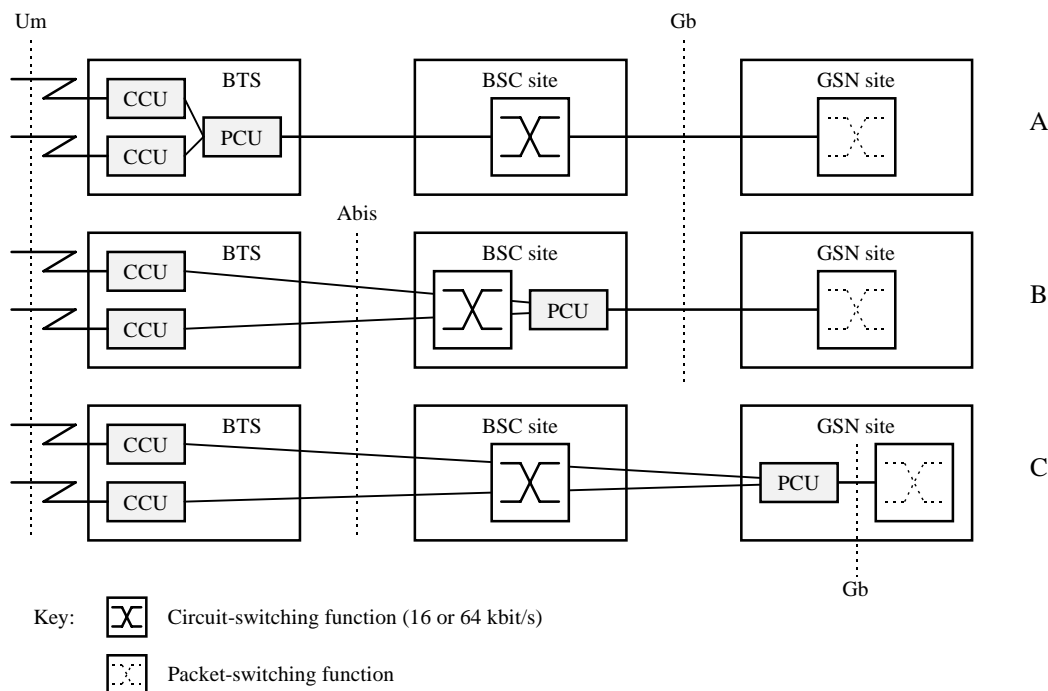 Um
Gb
BTS
BSC site
GSN site
CCU
PCU
CCU
A
Abis
BTS
BSC site
GSN site
CCU
PCU
CCU
B
BTS
BSC site
GSN site
CCU
PCU
CCU
C
Gb
Key:
Circuit-switching function (16 or 64 kbit/s)
Packet-switching function